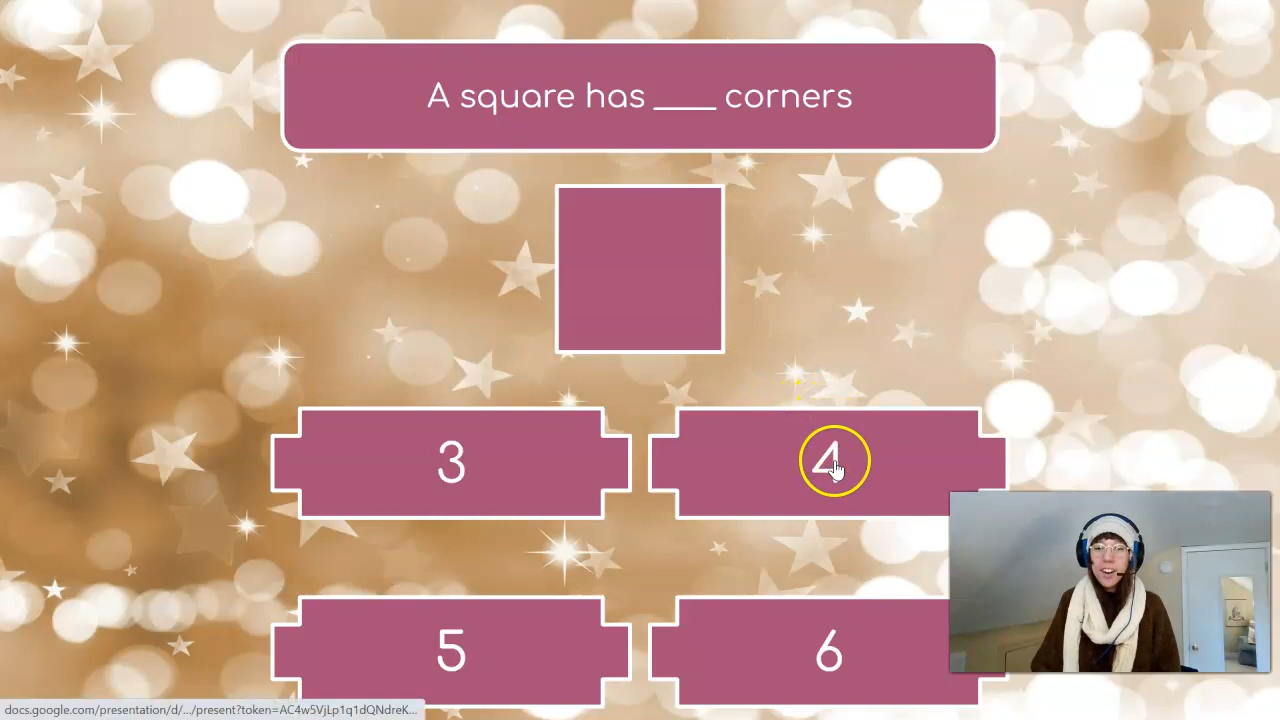 A square has ____ corners
3
4
5
6
docs.google.com/presentation/d/.../present?token=AC4w5VjLp1q1dQNdreK...